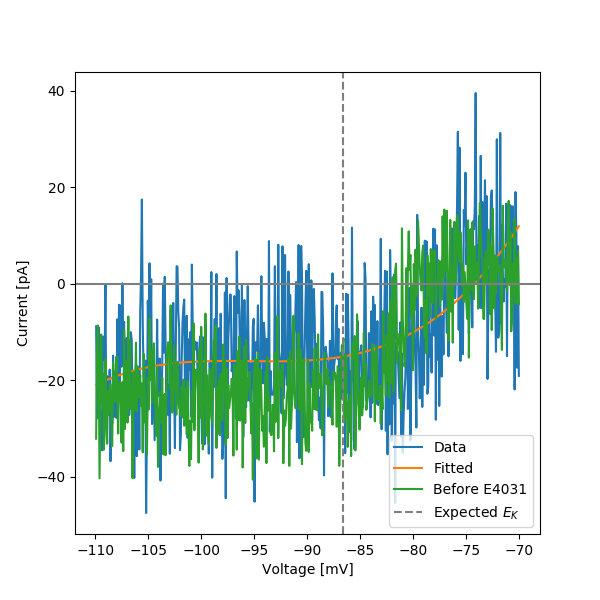 40
20
0
−20
−40
Current [pA]
−110 −105 −100 −95 −90 −85 −80 −75 −70
Voltage [mV]
Data
Fitted
Before E4031
Expected E_K